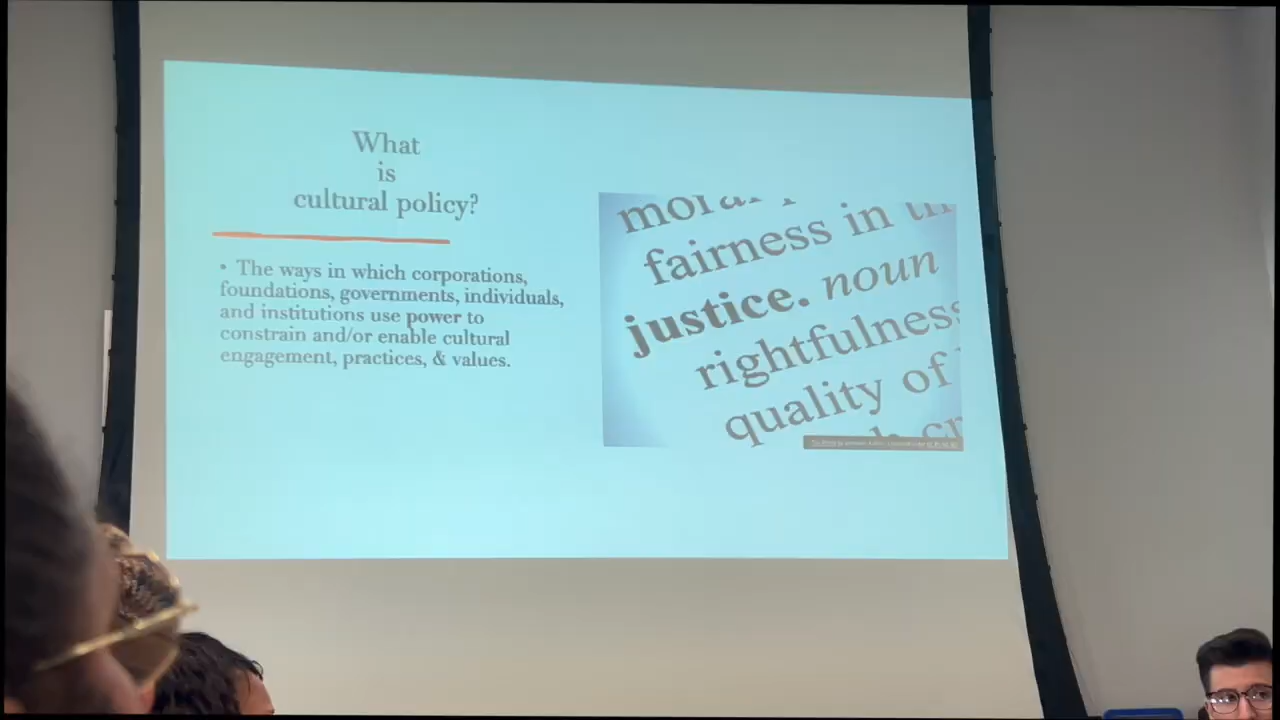 What
is
cultural policy?
• The ways in which corporations,
foundations, governments, individuals,
and institutions use power to
constrain and/or enable cultural
engagement, practices, & values.
fairness in
justice. noun
rightfulness
quality of